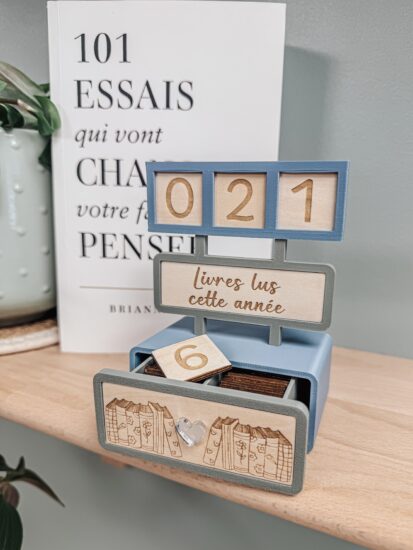 101
ESSAIS
qui vont
CHA
votre fa
PENSE
BRIAN
0 2 1
Livres lus
cette année
6